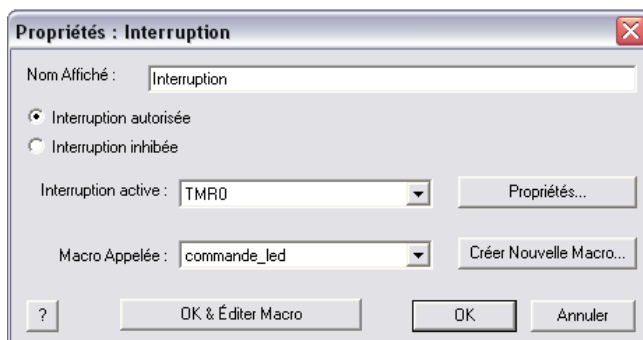 Propriétés : Interruption
Nom Affiché : Interruption
Interruption autorisée
Interruption inhibée
Interruption active : TMR0 Propriétés...
Macro Appelée : commande_led Créer Nouvelle Macro...
? OK & Éditer Macro OK Annuler